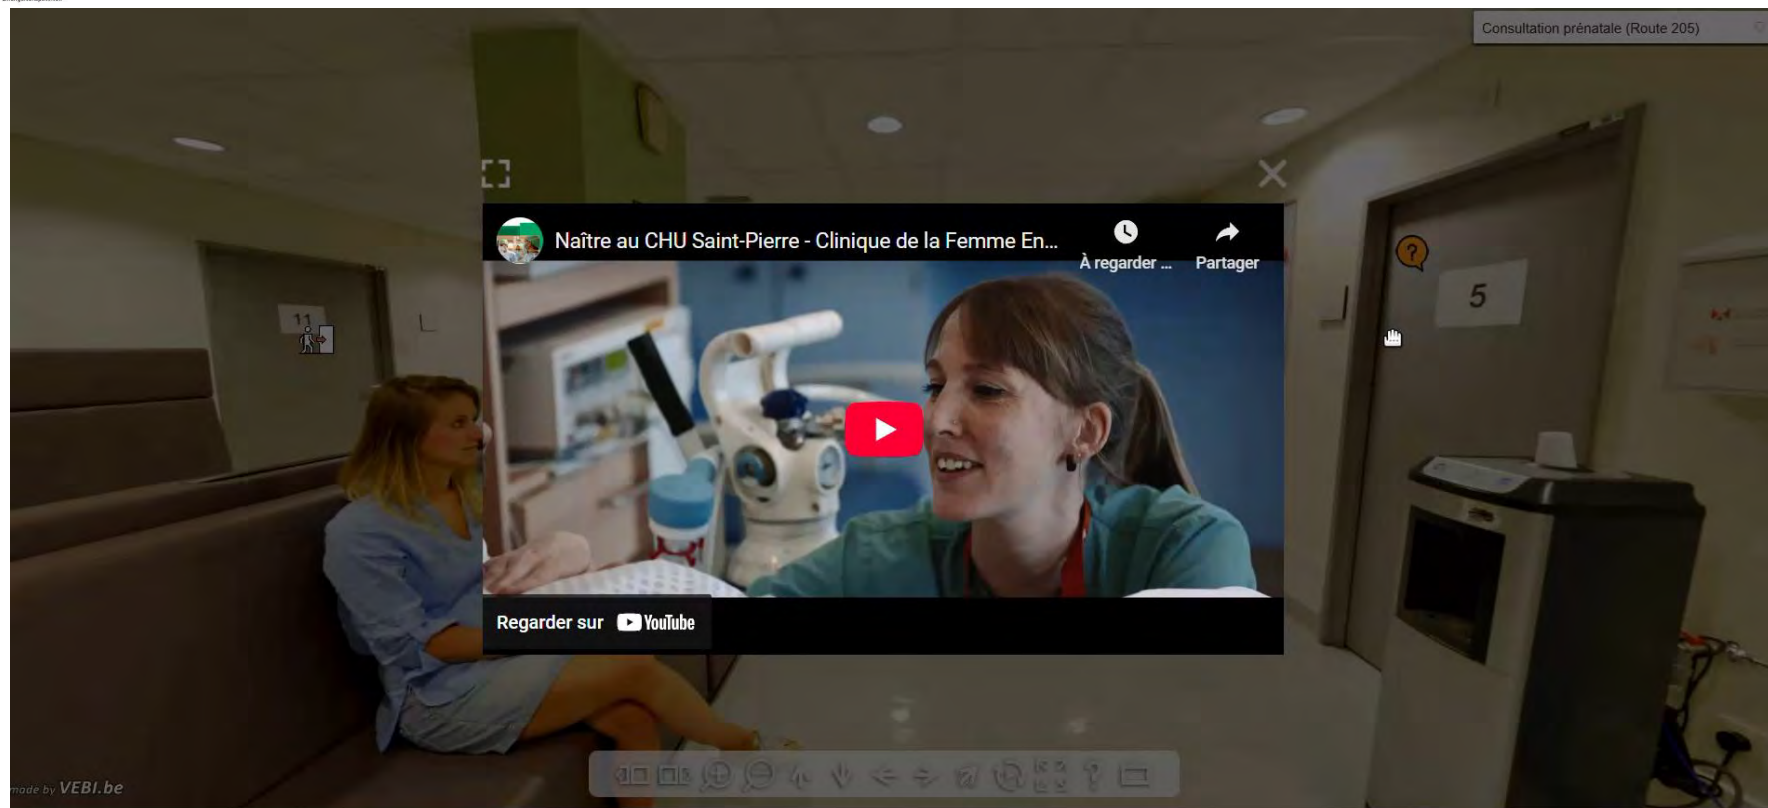 Consultation prénatale (Route 205)
Naître au CHU Saint-Pierre - Clinique de la Femme En...
À regarder ...
Partager
11
5
Regarder sur YouTube
made by VEBI.be